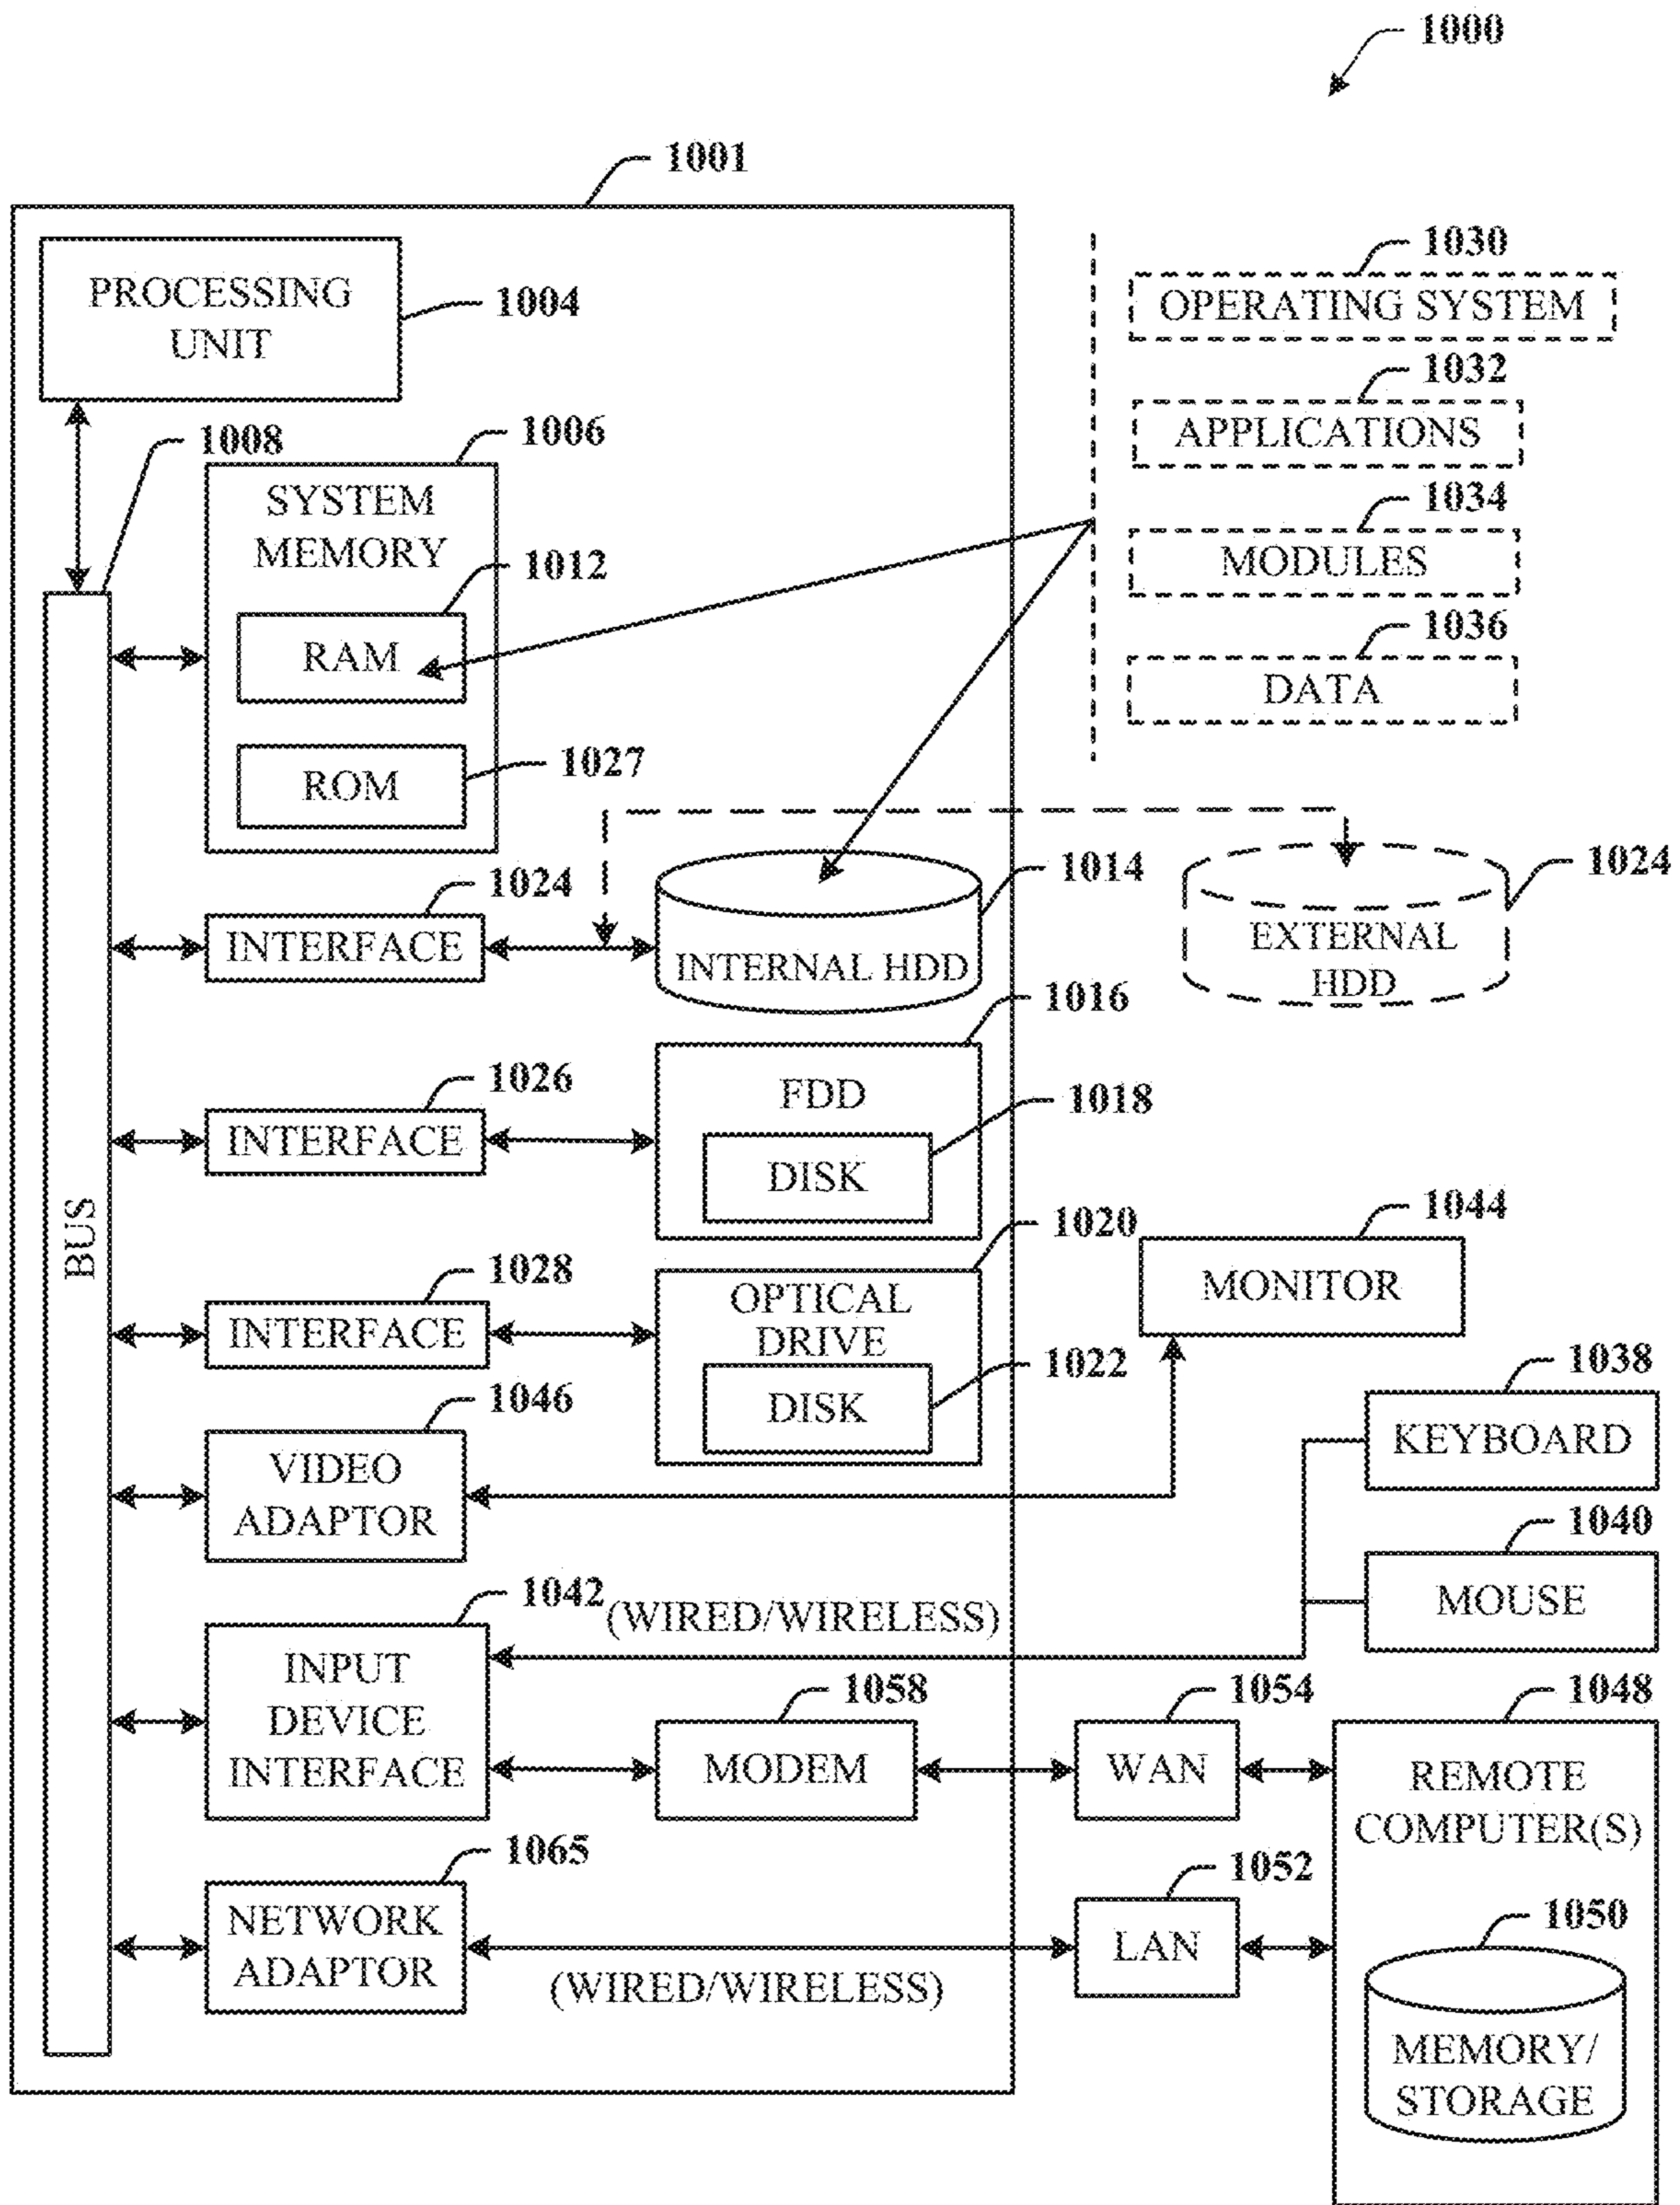 1000
1001
PROCESSING
UNIT
1004
1030
OPERATING SYSTEM
1032
APPLICATIONS
1034
MODULES
1036
DATA
1008
1006
SYSTEM
MEMORY
1012
RAM
1027
ROM
1024
INTERFACE
1014
INTERNAL HDD
1024
EXTERNAL
HDD
1016
FDD
1026
INTERFACE
1018
DISK
BUS
1028
INTERFACE
1020
OPTICAL
DRIVE
1022
DISK
1044
MONITOR
1046
VIDEO
ADAPTOR
1038
KEYBOARD
1040
MOUSE
1042
(WIRED/WIRELESS)
INPUT
DEVICE
INTERFACE
1058
MODEM
1054
WAN
1048
REMOTE
COMPUTER(S)
1065
NETWORK
ADAPTOR
(WIRED/WIRELESS)
1052
LAN
1050
MEMORY/
STORAGE